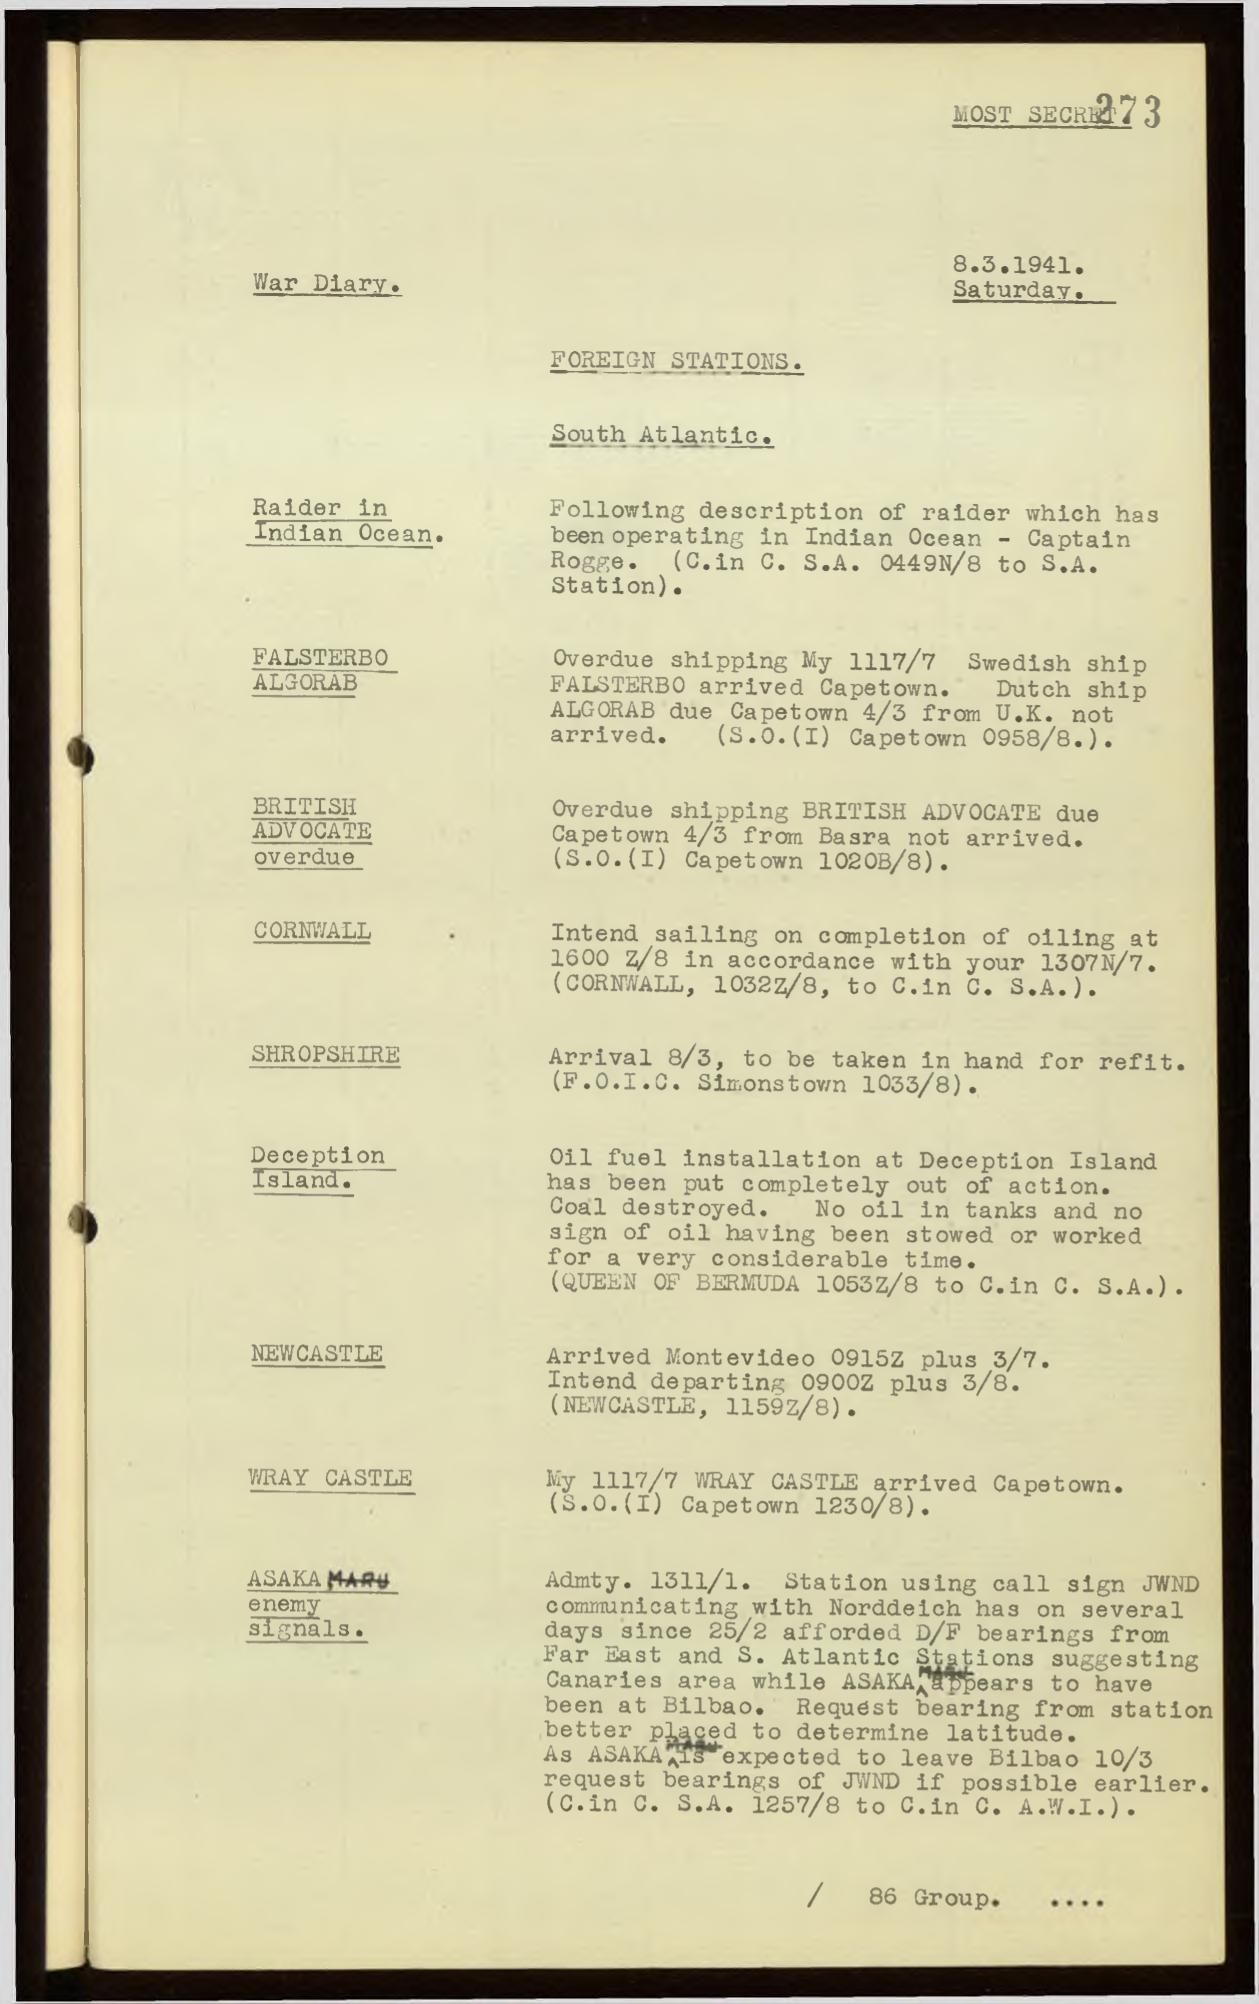 MOST SECRET. 373
War Diary.
8.3.1941.
Saturday.
FOREIGN STATIONS.
South Atlantic.
Raider in
Indian Ocean.
Following description of raider which has
been operating in Indian Ocean - Captain
Rogge. (C.in C. S.A. 0449N/8 to S.A.
Station).
FALSTERBO
ALGORAB
Overdue shipping My 1117/7 Swedish ship
FALSTERBO arrived Capetown. Dutch ship
ALGORAB due Capetown 4/3 from U.K. not
arrived. (S.O.(I) Capetown 0958/8.).
BRITISH
ADVOCATE
overdue
Overdue shipping BRITISH ADVOCATE due
Capetown 4/3 from Basra not arrived.
(S.O.(I) Capetown 1020B/8).
CORNWALL
Intend sailing on completion of oiling at
1600 Z/8 in accordance with your 1307N/7.
(CORNWALL, 1032Z/8, to C.in C. S.A.).
SHROPSHIRE
Arrival 8/3, to be taken in hand for refit.
(F.O.I.C. Simonstown 1033/8).
Deception
Island.
Oil fuel installation at Deception Island
has been put completely out of action.
Coal destroyed. No oil in tanks and no
sign of oil having been stowed or worked
for a very considerable time.
(QUEEN OF BERMUDA 1053Z/8 to C.in C. S.A.).
NEWCASTLE
Arrived Montevideo 0915Z plus 3/7.
Intend departing 0900Z plus 3/8.
(NEWCASTLE, 1159Z/8).
WRAY CASTLE
My 1117/7 WRAY CASTLE arrived Capetown.
(S.O.(I) Capetown 1230/8).
ASAKA MARU
enemy
signals.
Admty. 1311/1. Station using call sign JWND
communicating with Norddeich has on several
days since 25/2 afforded D/F bearings from
Far East and S. Atlantic Stations suggesting
Canaries area while ASAKA MARU appears to have
been at Bilbao. Request bearing from station
better placed to determine latitude.
As ASAKA MARU is expected to leave Bilbao 10/3
request bearings of JWND if possible earlier.
(C.in C. S.A. 1257/8 to C.in C. A.W.I.).
/ 86 Group. ....